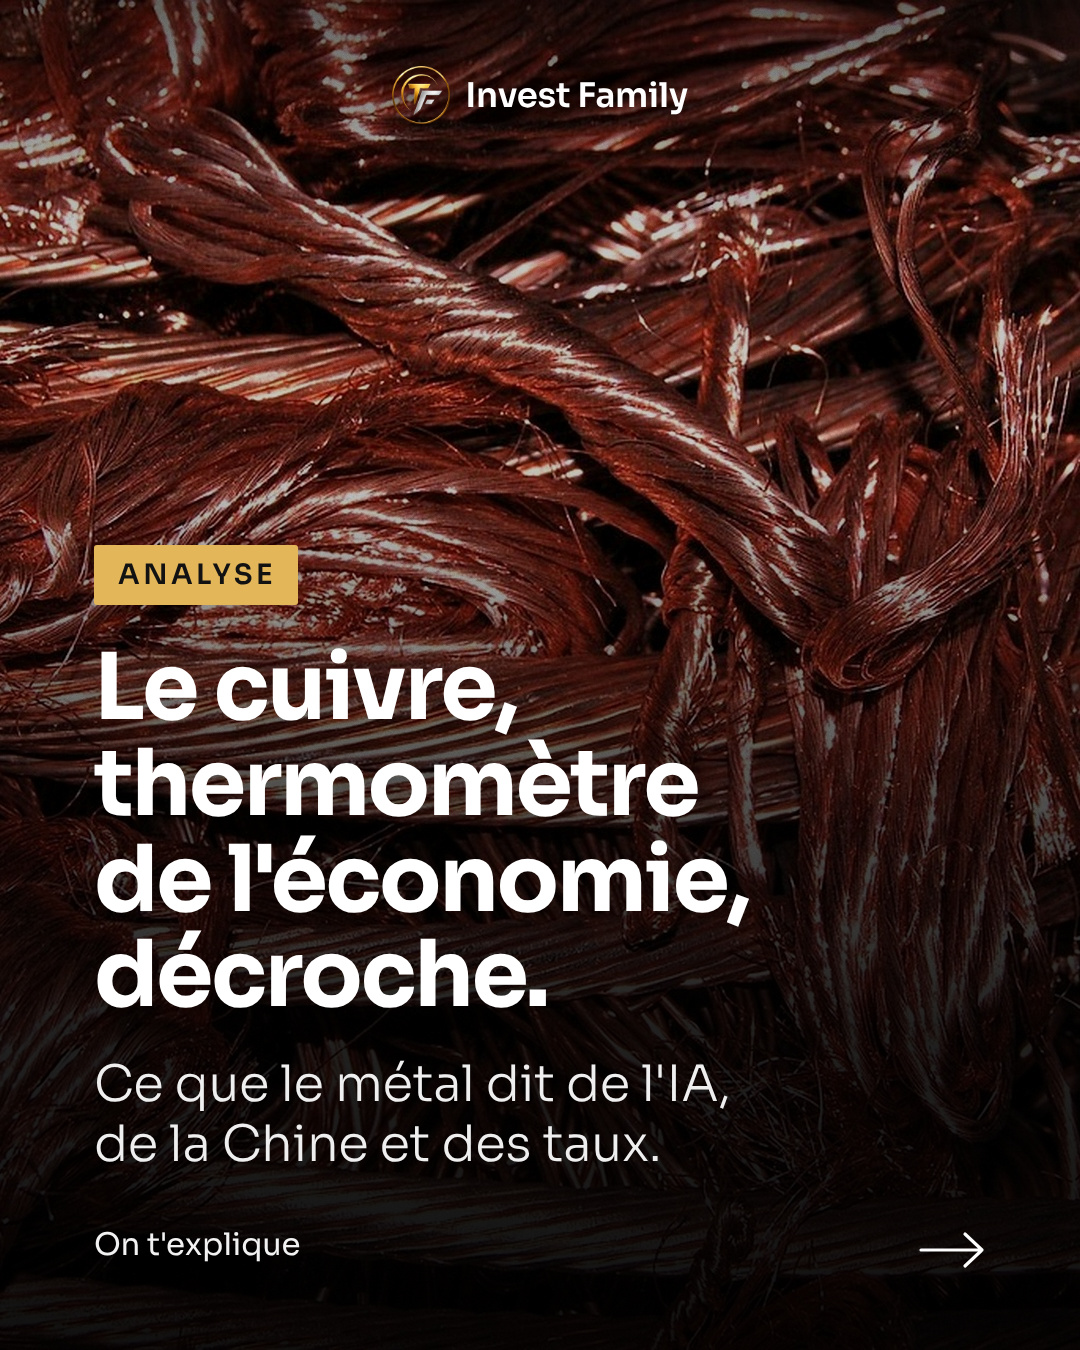 Invest Family
ANALYSE
Le cuivre,
thermomètre
de l'économie,
décroche.
Ce que le métal dit de l'IA,
de la Chine et des taux.
On t'explique